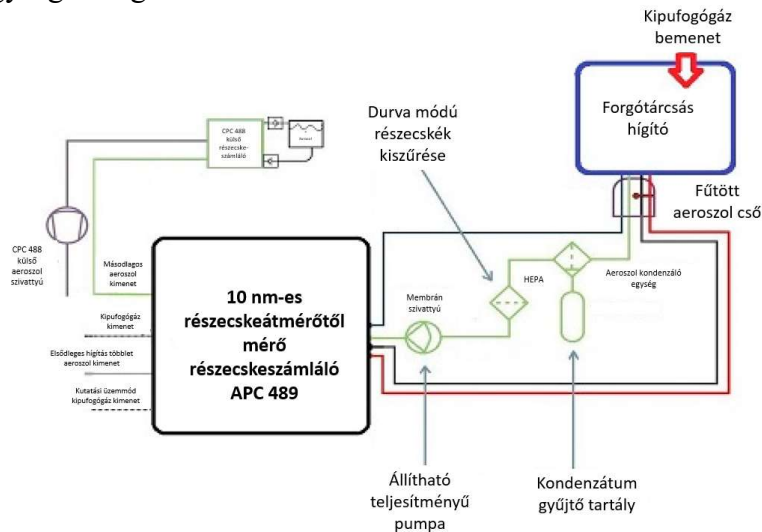 Kipufogógáz
bemenet
Forgótárcsás
hígító
Durva módú
részecskék
kiszűrése
CPC 488
külső
részecske-
számláló
Fűtött
aeroszol cső
CPC 488
külső
aeroszol
szivattyú
Másodlagos
aeroszol
kimenet
HEPA
Aeroszol kondenzáló
egység
Membrán
szivattyú
10 nm-es
részecskeátmérőtől
mérő
részecskeszámláló
APC 489
Kipufogógáz
kimenet
Elsődleges hígítás többlet
aeroszol kimenet
Kutatási üzemmód
kipufogógáz kimenet
Állítható
teljesítményű
pumpa
Kondenzátum
gyűjtő tartály